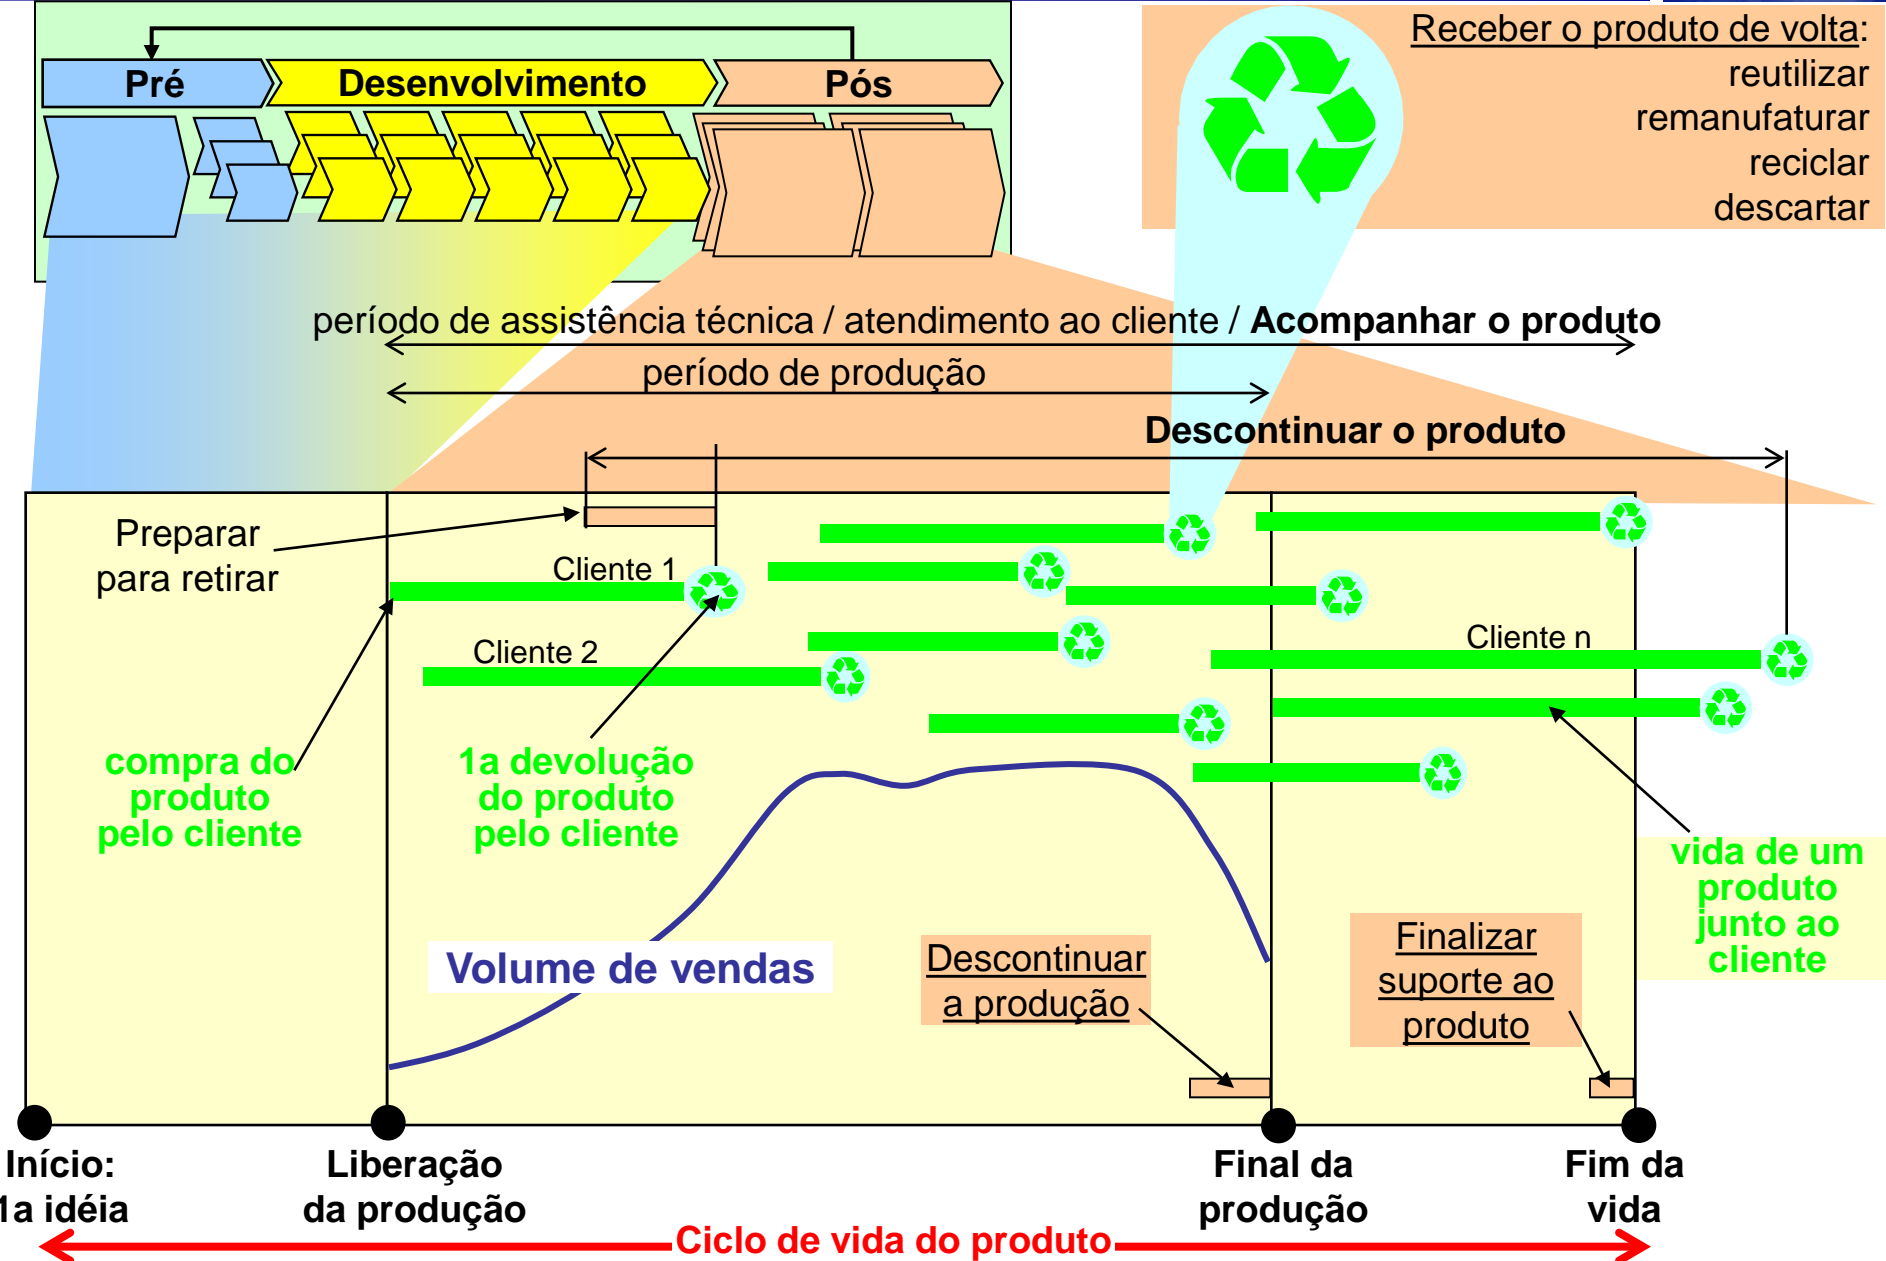 Pré
Desenvolvimento
Pós
Receber o produto de volta:
reutilizar
remanufaturar
reciclar
descartar
período de assistência técnica / atendimento ao cliente / Acompanhar o produto
período de produção
Descontinuar o produto
Preparar
para retirar
Cliente 1
Cliente 2
Cliente n
compra do
produto
pelo cliente
1a devolução
do produto
pelo cliente
vida de um
produto
junto ao
cliente
Volume de vendas
Descontinuar
a produção
Finalizar
suporte ao
produto
Início:
1a idéia
Liberação
da produção
Final da
produção
Fim da
vida
Ciclo de vida do produto